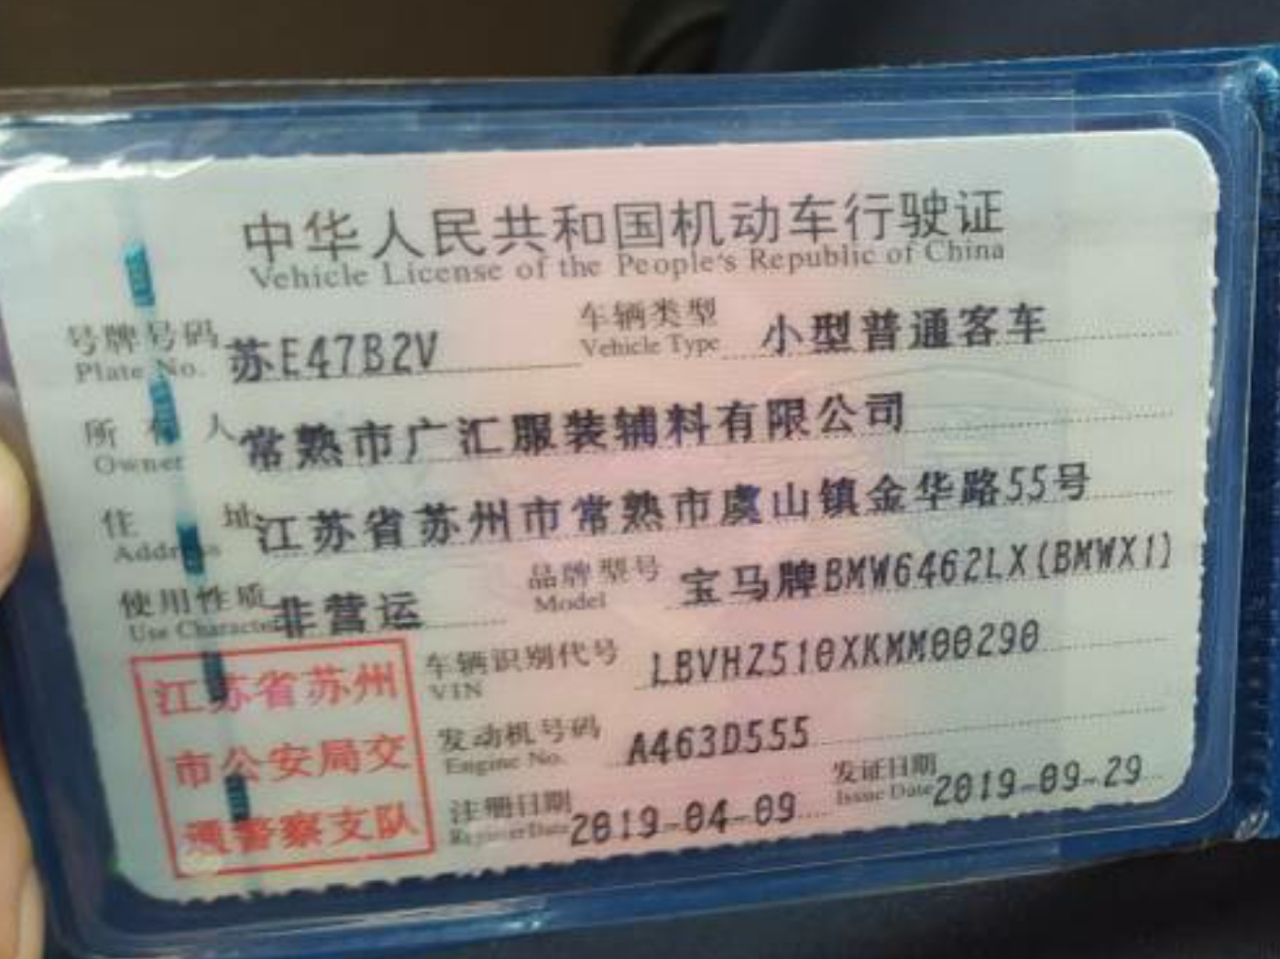 中华人民共和国机动车行驶证
Vehicle License of the People's Republic of China
号牌号码 苏E47B2V 车辆类型 小型普通客车
Plate No. Vehicle Type
所有人 常熟市广汇服装辅料有限公司
Owner
住址 江苏省苏州市常熟市虞山镇金华路55号
Address
使用性质 非营运 品牌型号 宝马牌BMW6462LX(BMWX1)
Use Character Model
江苏省苏州
市公安局交
通警察支队
车辆识别代号 LBVHZ510XKMM00290
VIN
发动机号码 A463D555
Engine No.
注册日期 2019-04-09 发证日期 2019-09-29
Register Date Issue Date